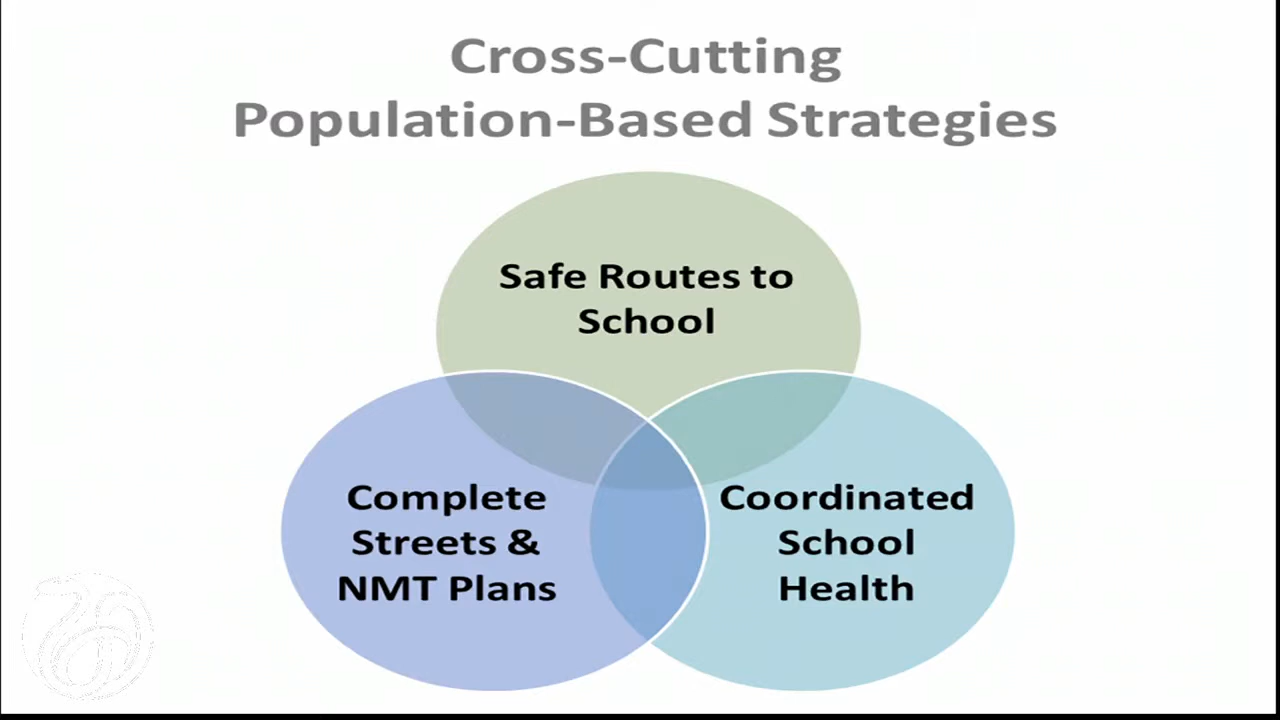 Cross-Cutting
Population-Based Strategies
Safe Routes to
School
Complete
Streets &
NMT Plans
Coordinated
School
Health